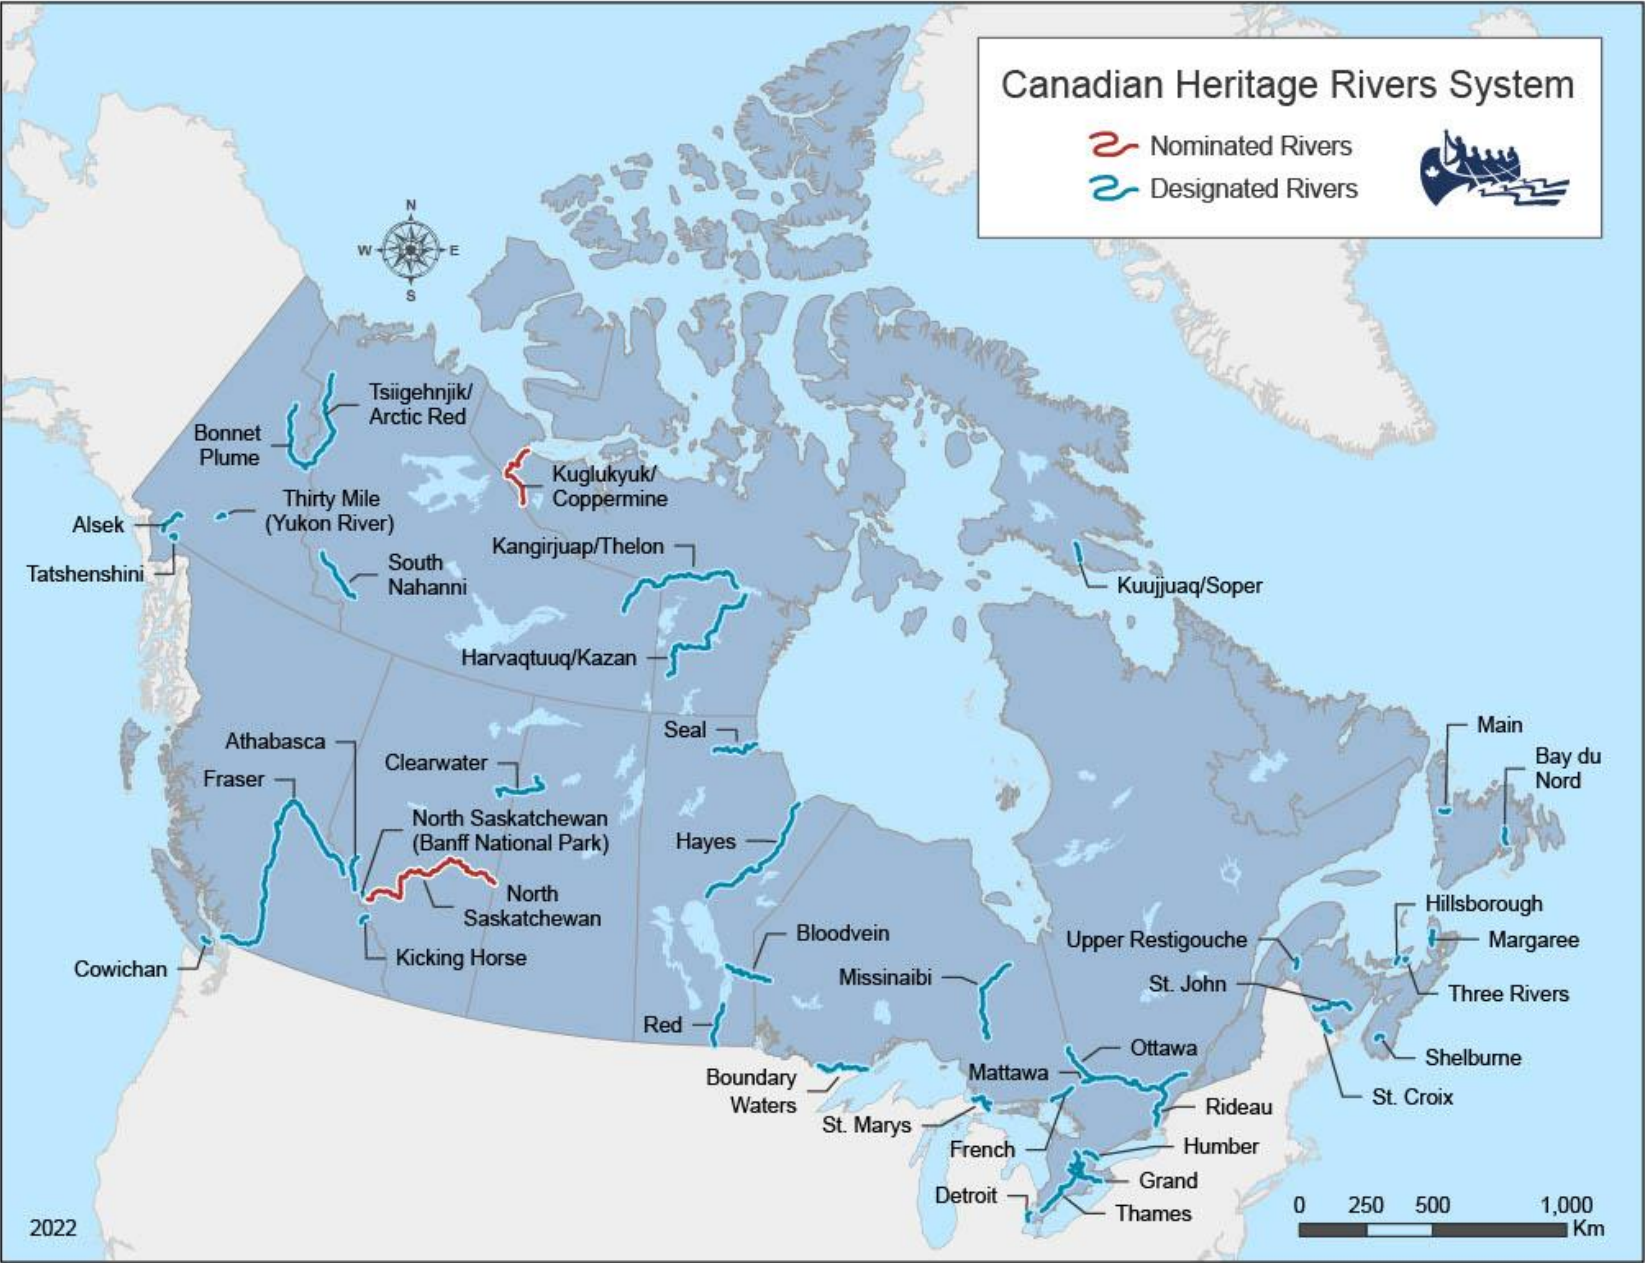 Canadian Heritage Rivers System
Nominated Rivers
Designated Rivers
N
W
E
S
Tsiigehnjik/
Arctic Red
Bonnet
Plume
Kuglukyuk/
Coppermine
Thirty Mile
(Yukon River)
Alsek
Tatshenshini
South
Nahanni
Kangirjuap/Thelon
Kuujjuaq/Soper
Harvaqtuuq/Kazan
Seal
Main
Bay du
Nord
Athabasca
Clearwater
Fraser
North Saskatchewan
(Banff National Park)
Hayes
North
Saskatchewan
Hillsborough
Bloodvein
Upper Restigouche
Margaree
Kicking Horse
Cowichan
Missinaibi
St. John
Three Rivers
Red
Ottawa
Shelburne
Mattawa
Boundary
Waters
St. Croix
Rideau
St. Marys
French
Humber
Grand
Detroit
Thames
0
250
500
1,000
Km
2022